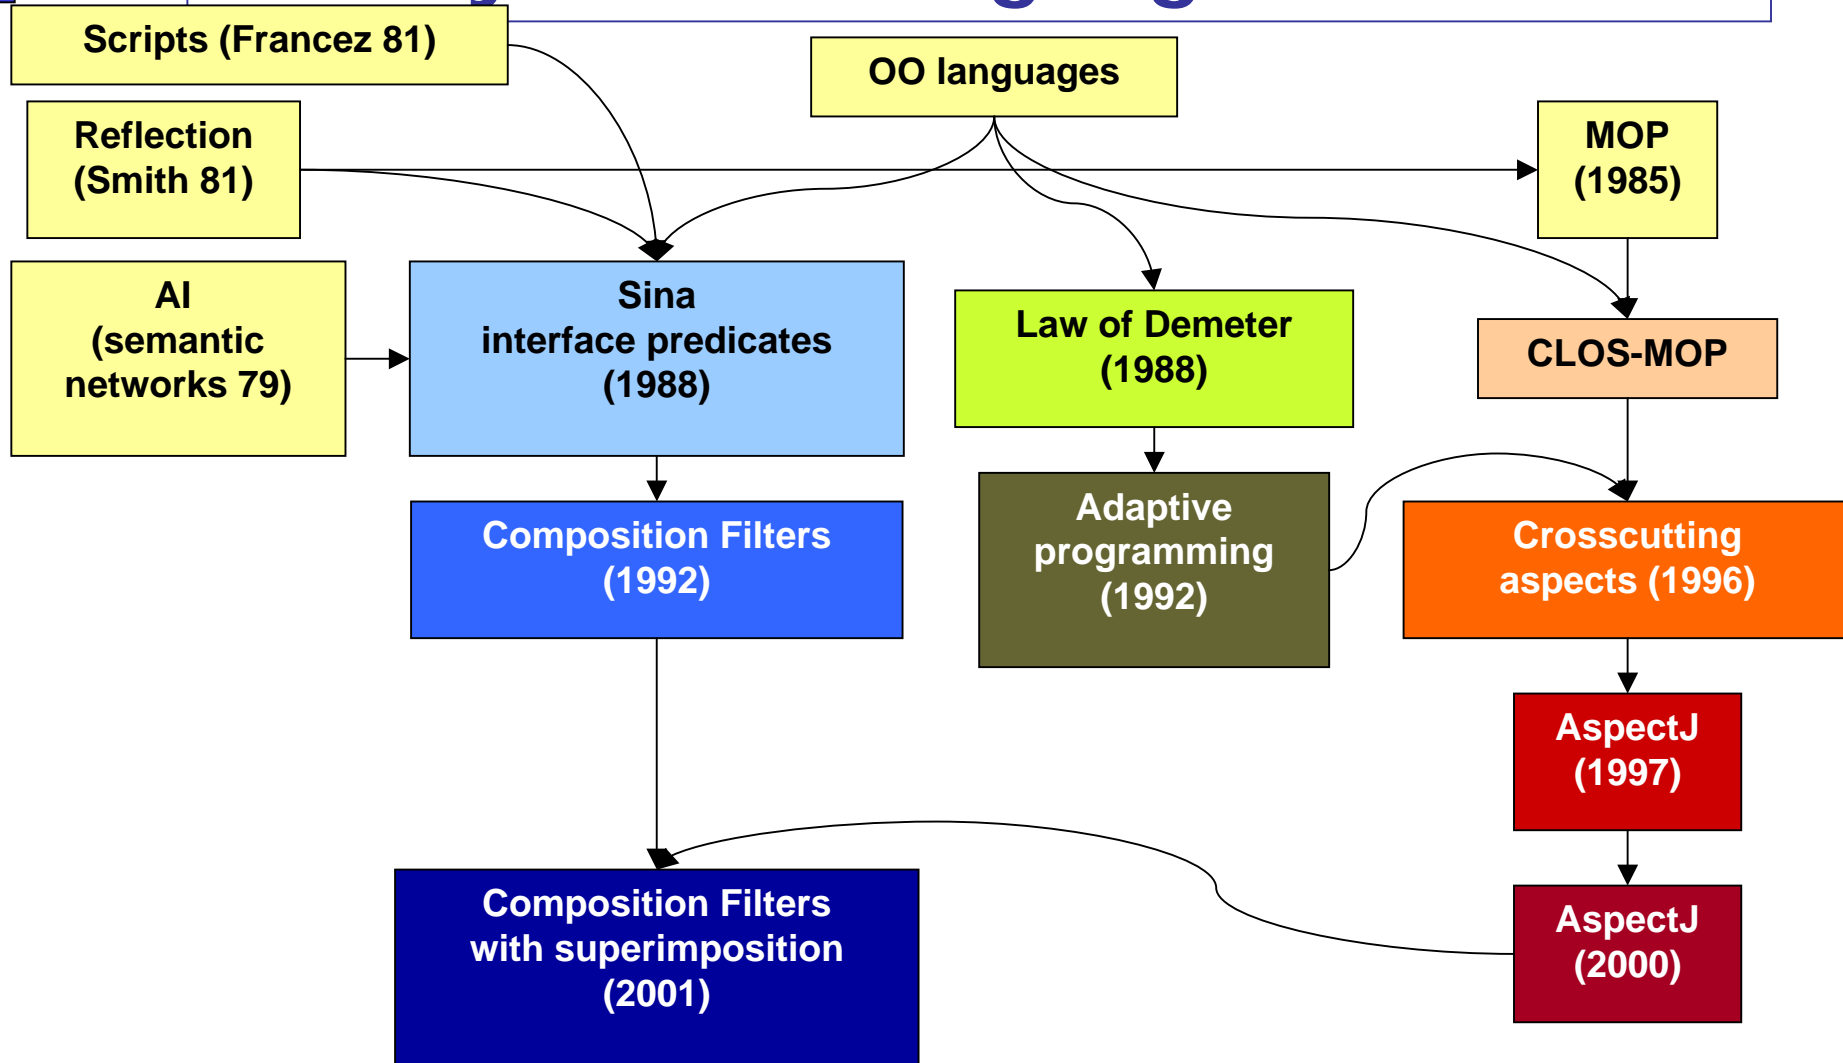 Scripts (Francez 81)
OO languages
Reflection
(Smith 81)
MOP
(1985)
AI
(semantic
networks 79)
Sina
interface predicates
(1988)
Law of Demeter
(1988)
CLOS-MOP
Composition Filters
(1992)
Adaptive
programming
(1992)
Crosscutting
aspects (1996)
AspectJ
(1997)
Composition Filters
with superimposition
(2001)
AspectJ
(2000)